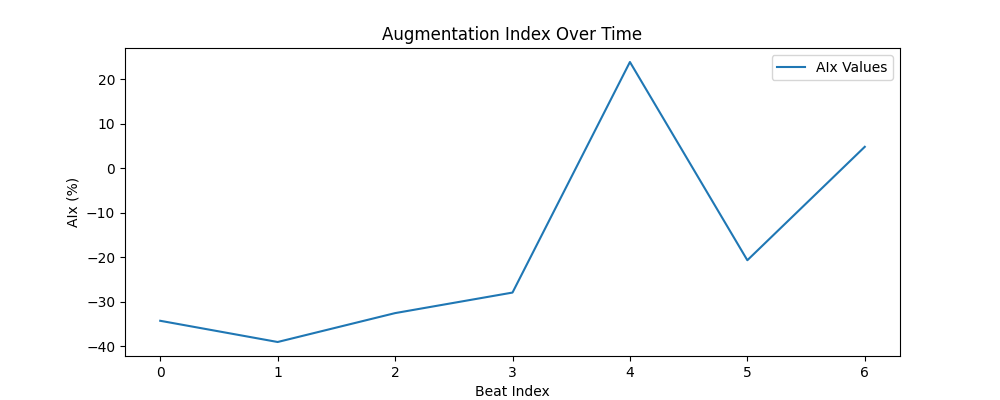 Augmentation Index Over Time
AIx Values
AIx (%)
20
10
0
−10
−20
−30
−40
0 1 2 3 4 5 6
Beat Index